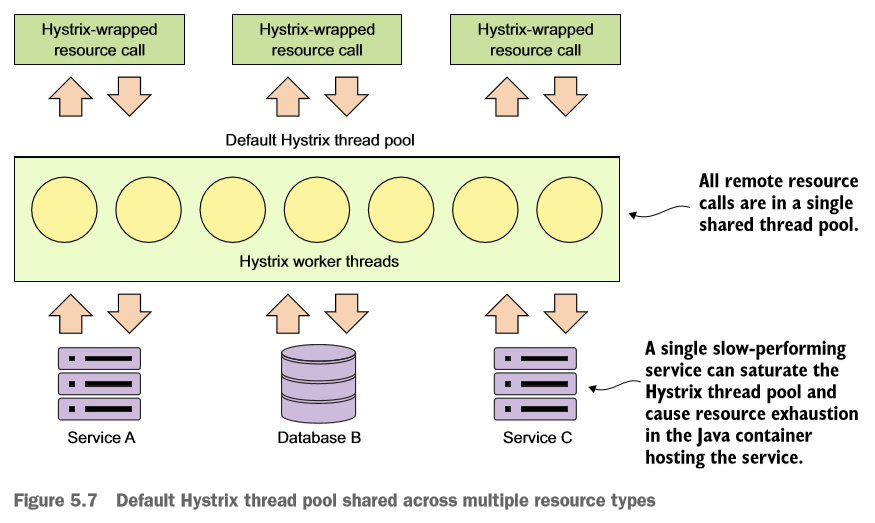 Hystrix-wrapped
resource call
Hystrix-wrapped
resource call
Hystrix-wrapped
resource call
Default Hystrix thread pool
All remote resource
calls are in a single
shared thread pool.
Hystrix worker threads
A single slow-performing
service can saturate the
Hystrix thread pool and
cause resource exhaustion
in the Java container
hosting the service.
Service A
Database B
Service C
Figure 5.7 Default Hystrix thread pool shared across multiple resource types